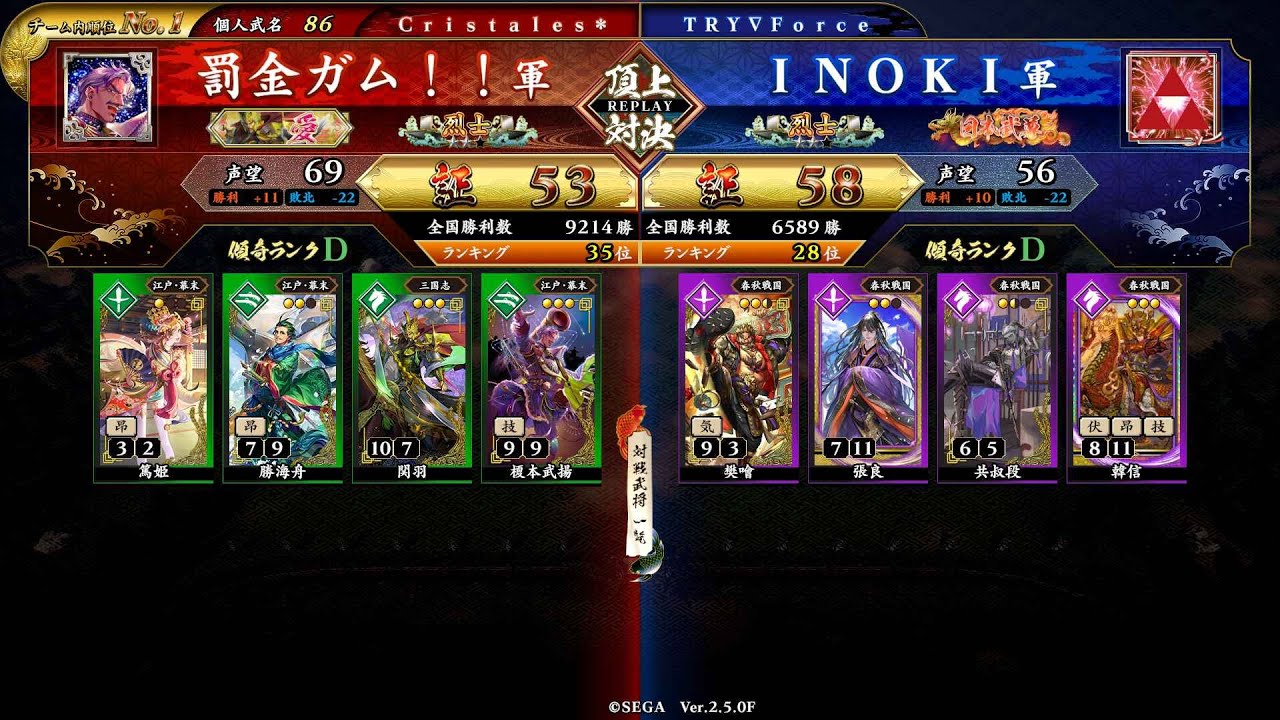 チーム内順位 No.1
個人武名 86
Cristales*
TRY∇Force
罰金ガム！！軍
頂上
REPLAY
対決
ＩＮＯＫＩ軍
愛
烈士
烈士
日本武道
声望 69
勝利 +11 敗北 -22
証 53
証 58
声望 56
勝利 +10 敗北 -22
全国勝利数 9214勝
全国勝利数 6589勝
傾奇ランクD
ランキング 35位
ランキング 28位
傾奇ランクD
江戸・幕末
江戸・幕末
三国志
江戸・幕末
春秋戦国
春秋戦国
春秋戦国
春秋戦国
昴
3 2
篤姫
昴
7 9
勝海舟
10 7
関羽
技
9 9
榎本武揚
対戦武将一覧
気
9 3
樊噲
7 11
張良
6 5
共叔段
伏 昴 技
8 11
韓信
©SEGA Ver.2.5.0F